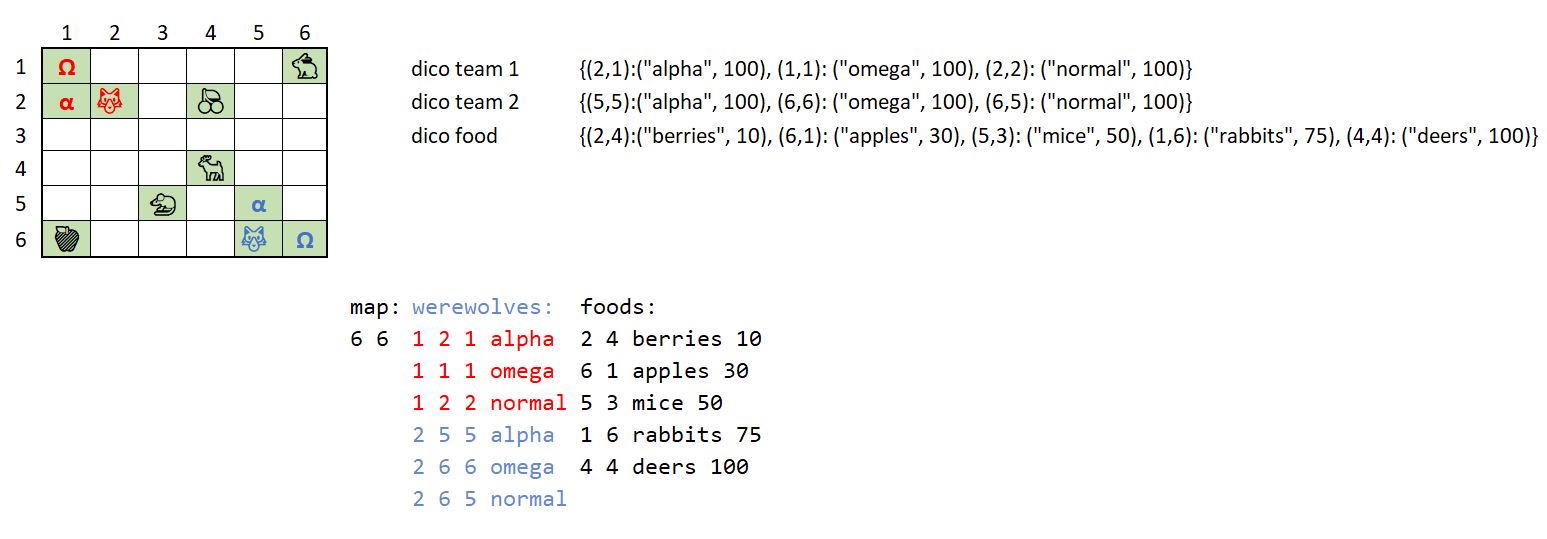 1 2 3 4 5 6
1 Ω
2 α
3
4
5 α
6 Ω
dico team 1 {(2,1):("alpha", 100), (1,1): ("omega", 100), (2,2): ("normal", 100)}
dico team 2 {(5,5):("alpha", 100), (6,6): ("omega", 100), (6,5): ("normal", 100)}
dico food {(2,4):("berries", 10), (6,1): ("apples", 30), (5,3): ("mice", 50), (1,6): ("rabbits", 75), (4,4): ("deers", 100)}
map: werewolves: foods:
6 6 1 2 1 alpha 2 4 berries 10
1 1 1 omega 6 1 apples 30
1 2 2 normal 5 3 mice 50
2 5 5 alpha 1 6 rabbits 75
2 6 6 omega 4 4 deers 100
2 6 5 normal